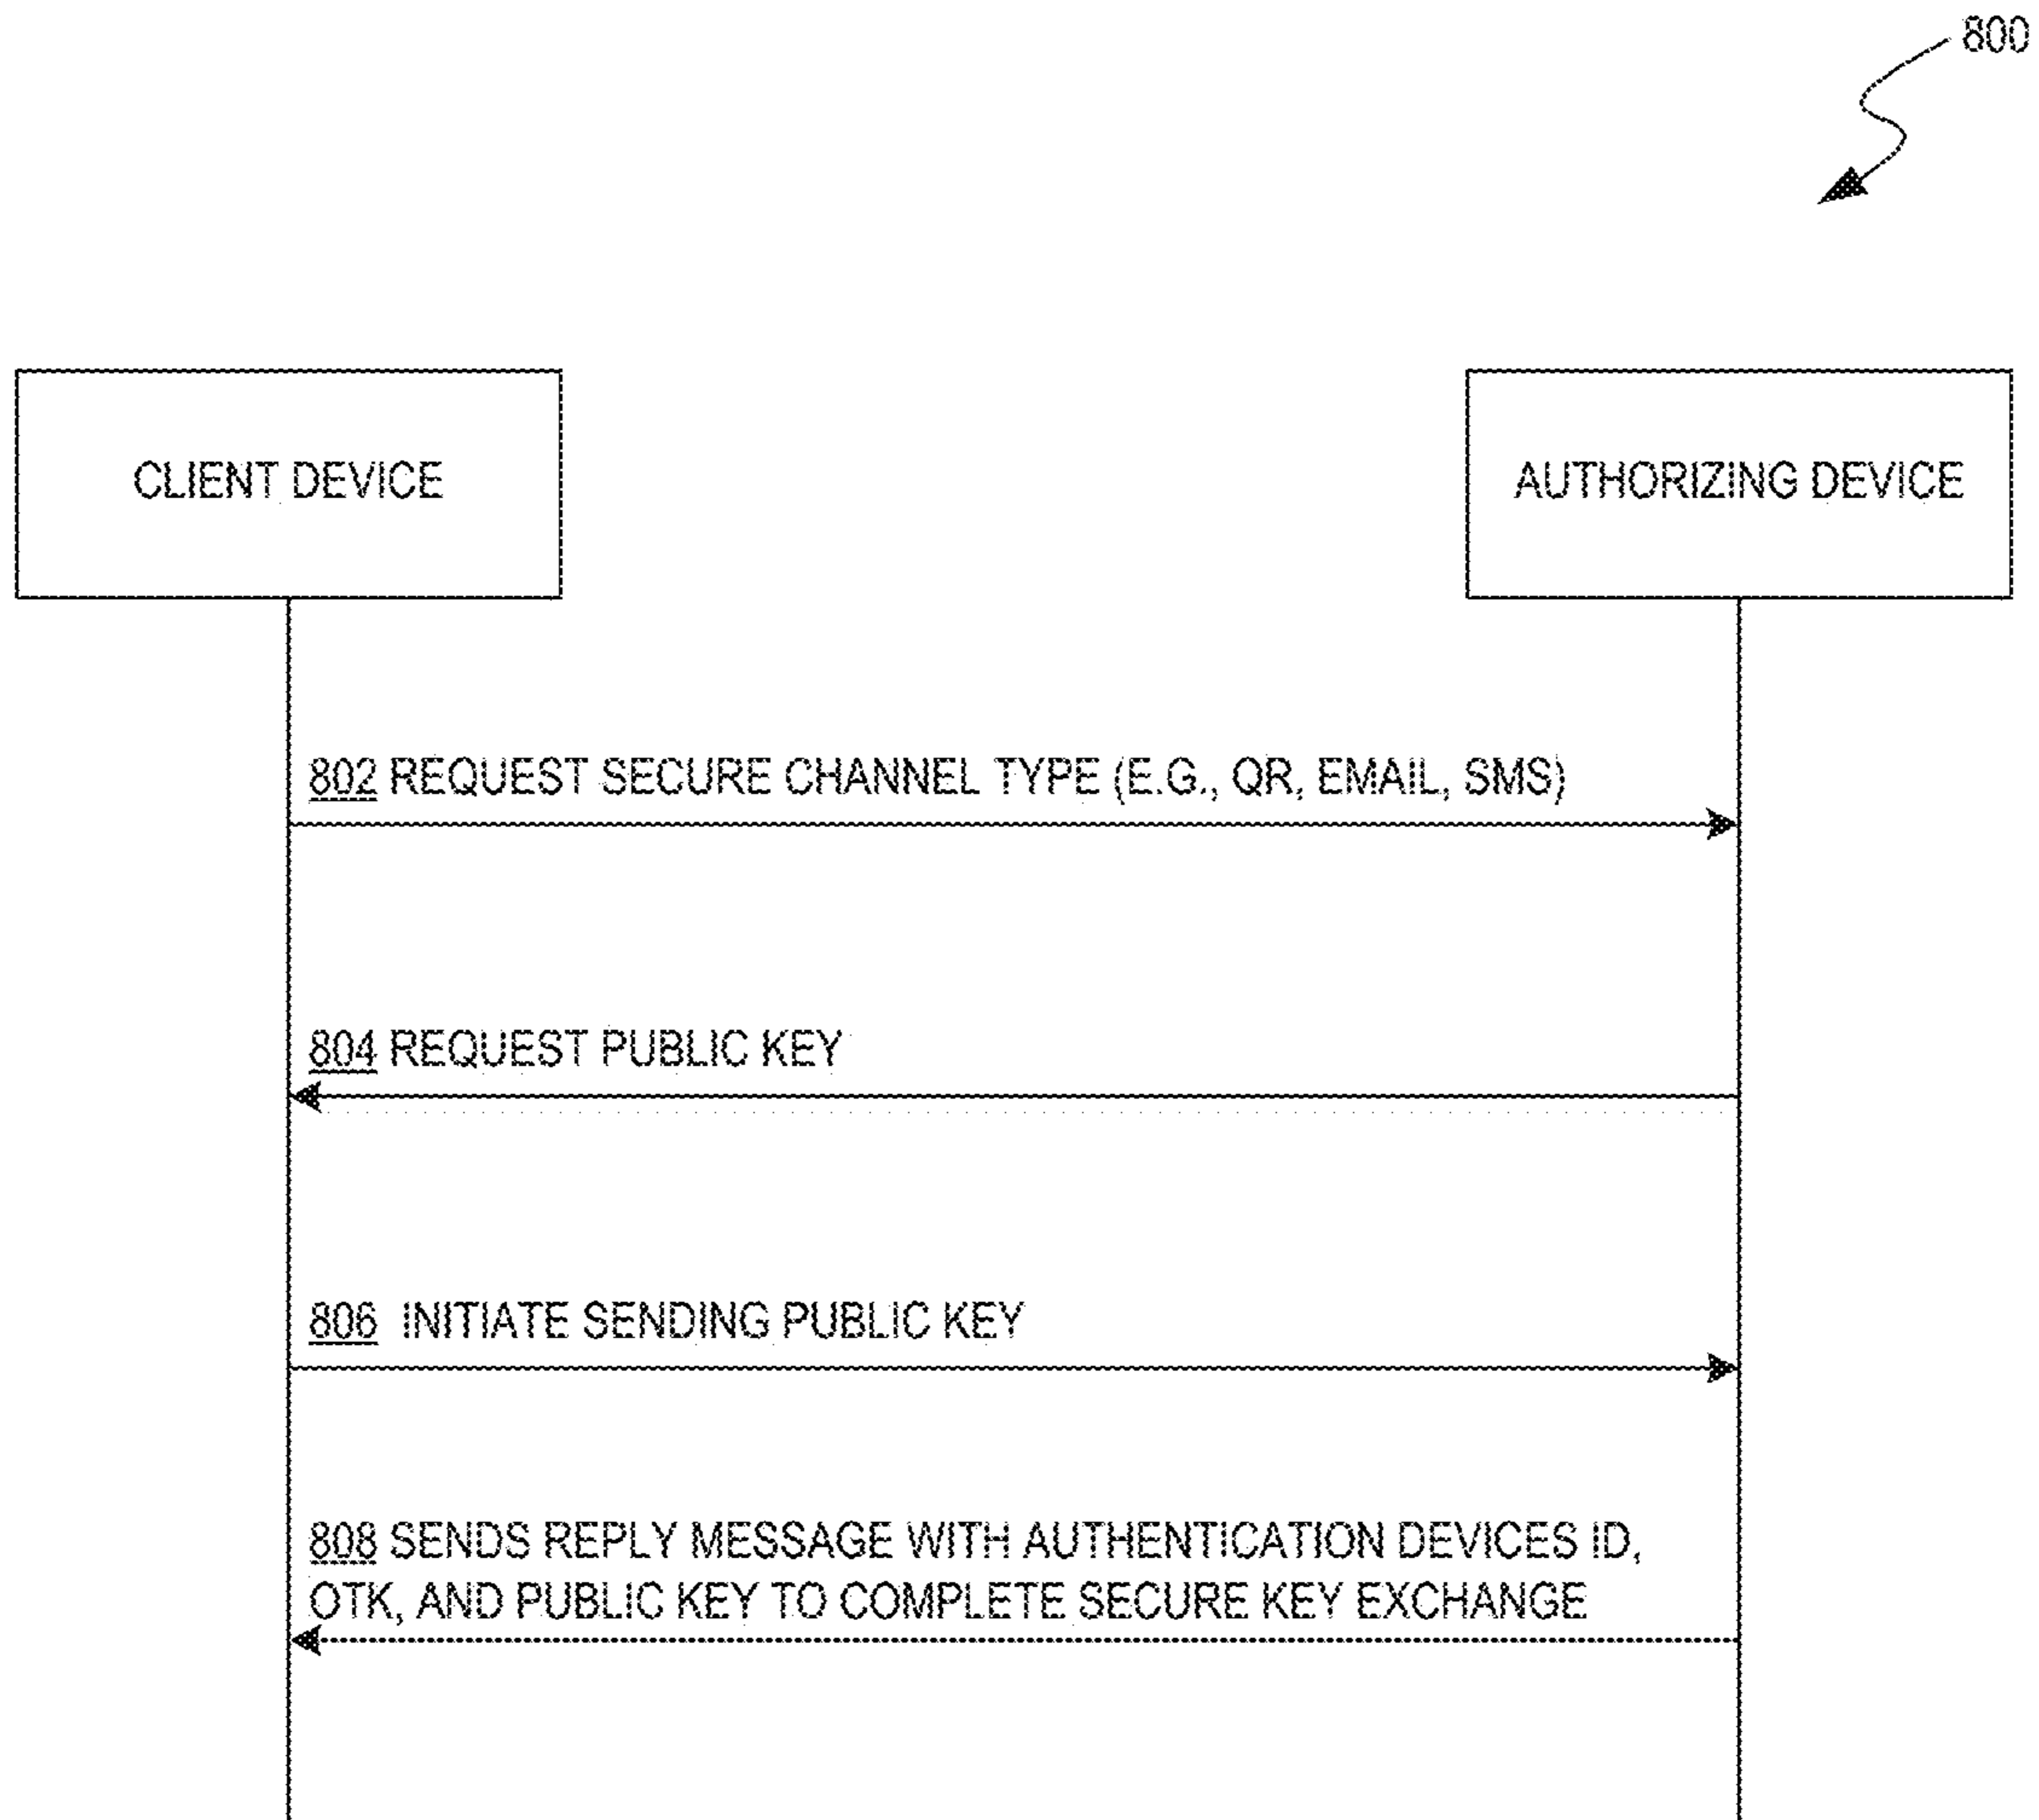 800
CLIENT DEVICE
AUTHORIZING DEVICE
802 REQUEST SECURE CHANNEL TYPE (E.G., QR, EMAIL, SMS)
804 REQUEST PUBLIC KEY
806 INITIATE SENDING PUBLIC KEY
808 SENDS REPLY MESSAGE WITH AUTHENTICATION DEVICES ID,
OTK, AND PUBLIC KEY TO COMPLETE SECURE KEY EXCHANGE